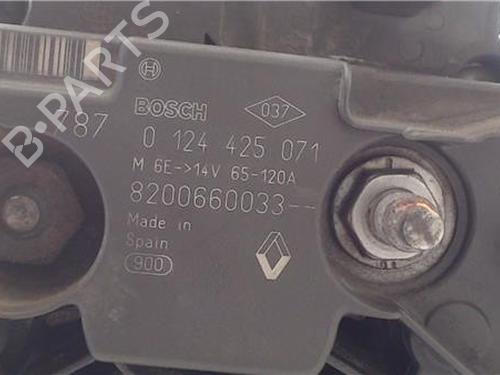 B-PARTS
BOSCH
037
787
0 124 425 071
M 6E->14V 65-120A
8200660033--
Made in
Spain
900